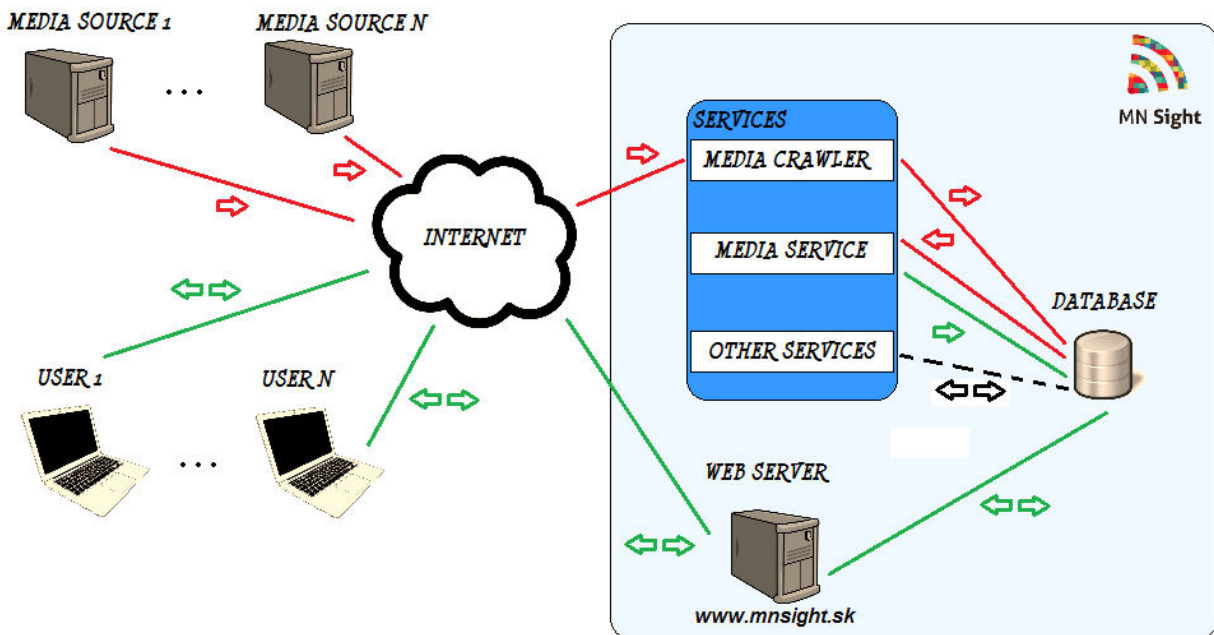 MEDIA SOURCE 1
MEDIA SOURCE N
...
MN Sight
SERVICES
MEDIA CRAWLER
INTERNET
MEDIA SERVICE
DATABASE
OTHER SERVICES
USER 1
USER N
...
WEB SERVER
www.mnsight.sk